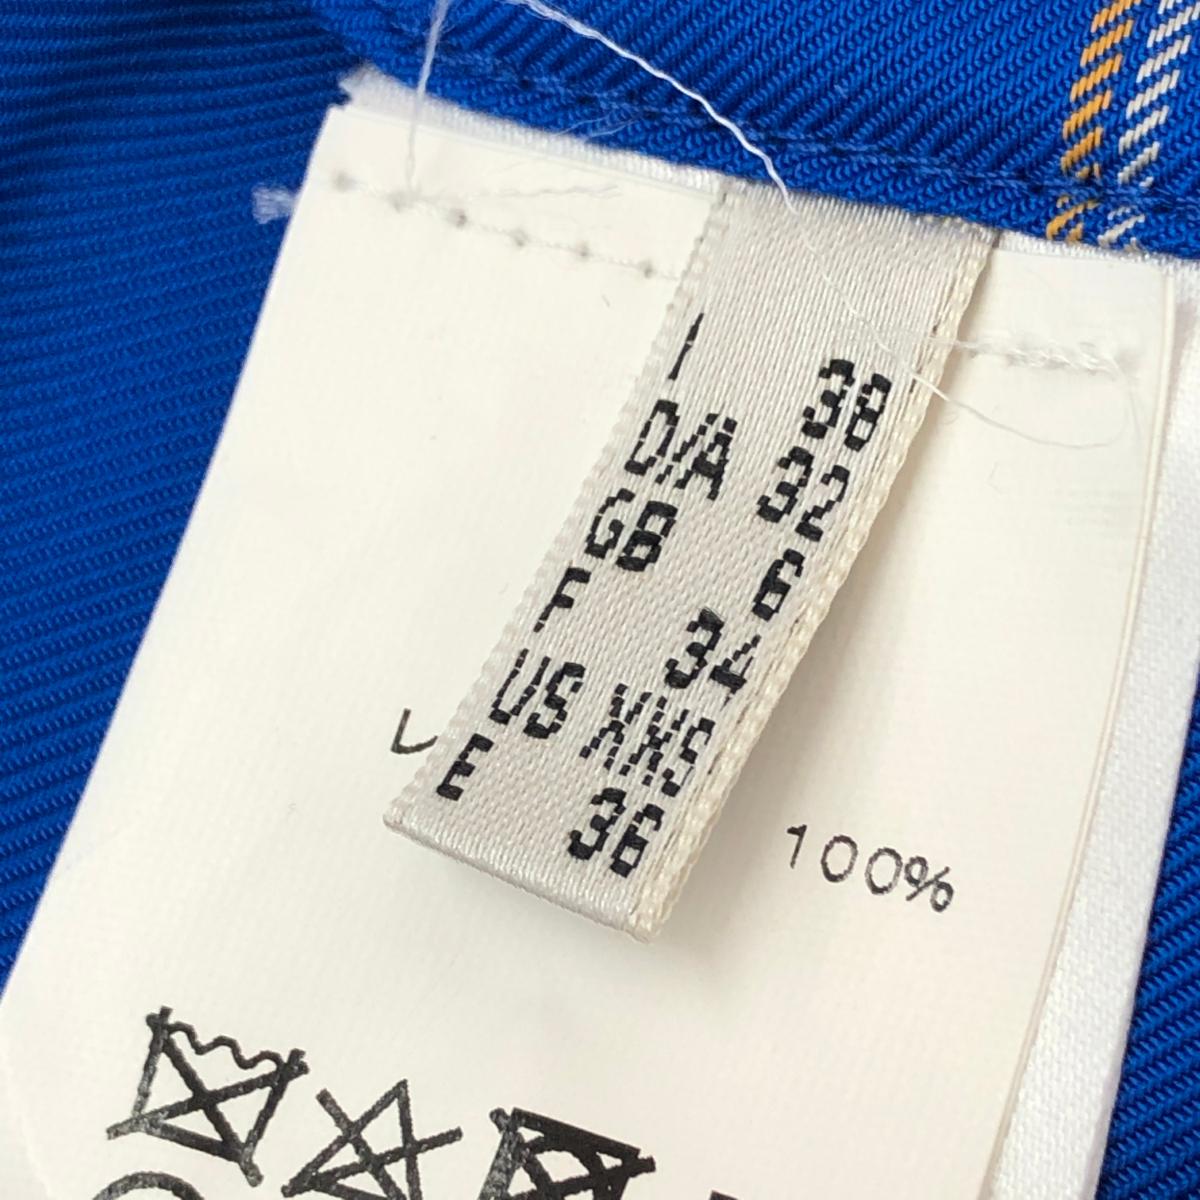 I 38
D/A 32
GB 6
F 34
US XXS
E 36
100%